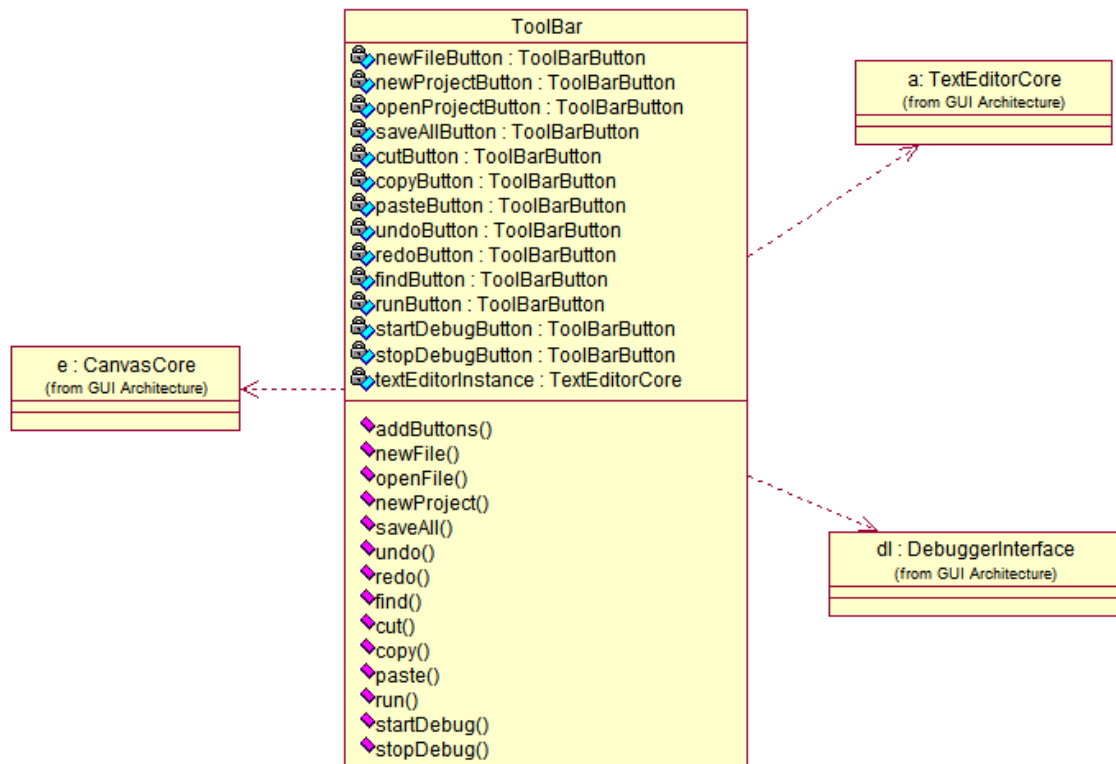 ToolBar
newFileButton : ToolBarButton
newProjectButton : ToolBarButton
openProjectButton : ToolBarButton
saveAllButton : ToolBarButton
cutButton : ToolBarButton
copyButton : ToolBarButton
pasteButton : ToolBarButton
undoButton : ToolBarButton
redoButton : ToolBarButton
findButton : ToolBarButton
runButton : ToolBarButton
startDebugButton : ToolBarButton
stopDebugButton : ToolBarButton
textEditorInstance : TextEditorCore
addButtons()
newFile()
openFile()
newProject()
saveAll()
undo()
redo()
find()
cut()
copy()
paste()
run()
startDebug()
stopDebug()
a: TextEditorCore
(from GUI Architecture)
e : CanvasCore
(from GUI Architecture)
dI : DebuggerInterface
(from GUI Architecture)